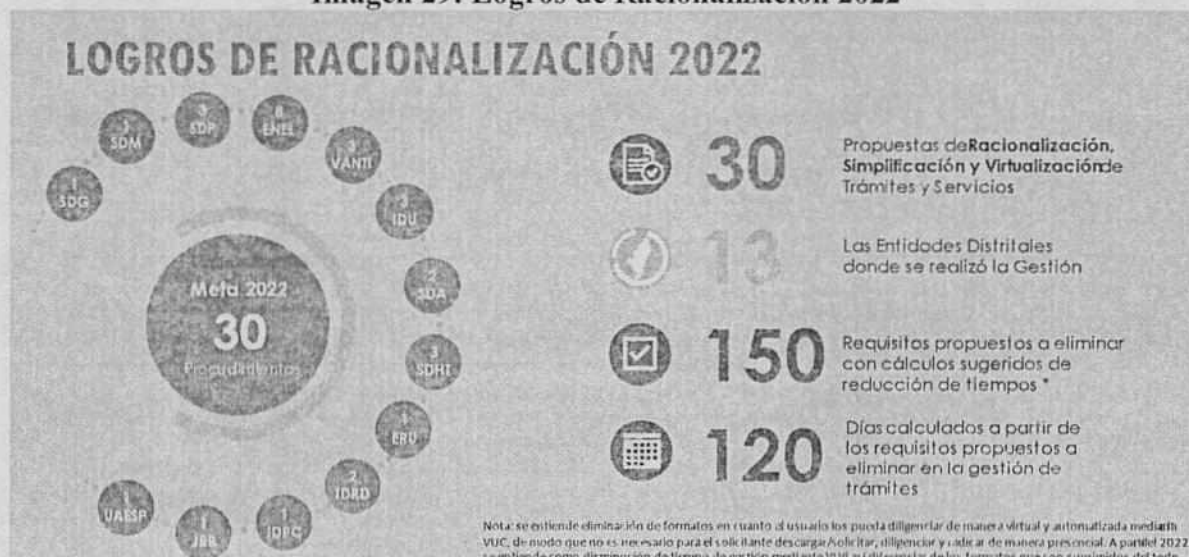 Imagen 29: Logros de Racionalización 2022
LOGROS DE RACIONALIZACIÓN 2022
1
SDG
SDM
3
SDP
8
ENEL
3
VANTI
3
IDU
2
SDA
3
SDHT
1
ERU
2
IDRD
1
IDPC
1
JBB
1
UAESP
Meta 2022
30
Procedimientos
30
Propuestas deRacionalización,
Simplificación y Virtualizaciónde
Trámites y Servicios
13
Las Entidades Distritales
donde se realizó la Gestión
150
Requisitos propuestos a eliminar
con cálculos sugeridos de
reducción de tiempos *
120
Días calculados a partir de
los requisitos propuestos a
eliminar en la gestión de
trámites
Nota: se entiende eliminación de formatos en cuanto al usuario los pueda diligenciar de manera virtual y automatizada mediante
VUC, de modo que no es necesario para el solicitante descargar/solicitar, diligenciar y radicar de manera presencial. A partir del 2022